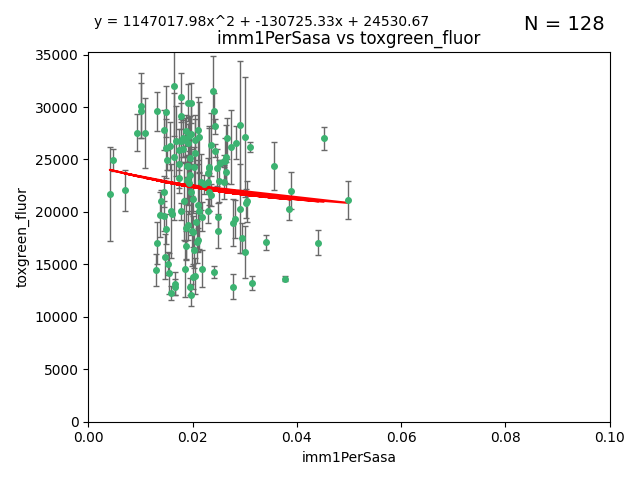 y = 1147017.98x^2 + -130725.33x + 24530.67
N = 128
imm1PerSasa vs toxgreen_fluor
35000
30000
25000
20000
15000
10000
5000
0
toxgreen_fluor
0.00 0.02 0.04 0.06 0.08 0.10
imm1PerSasa